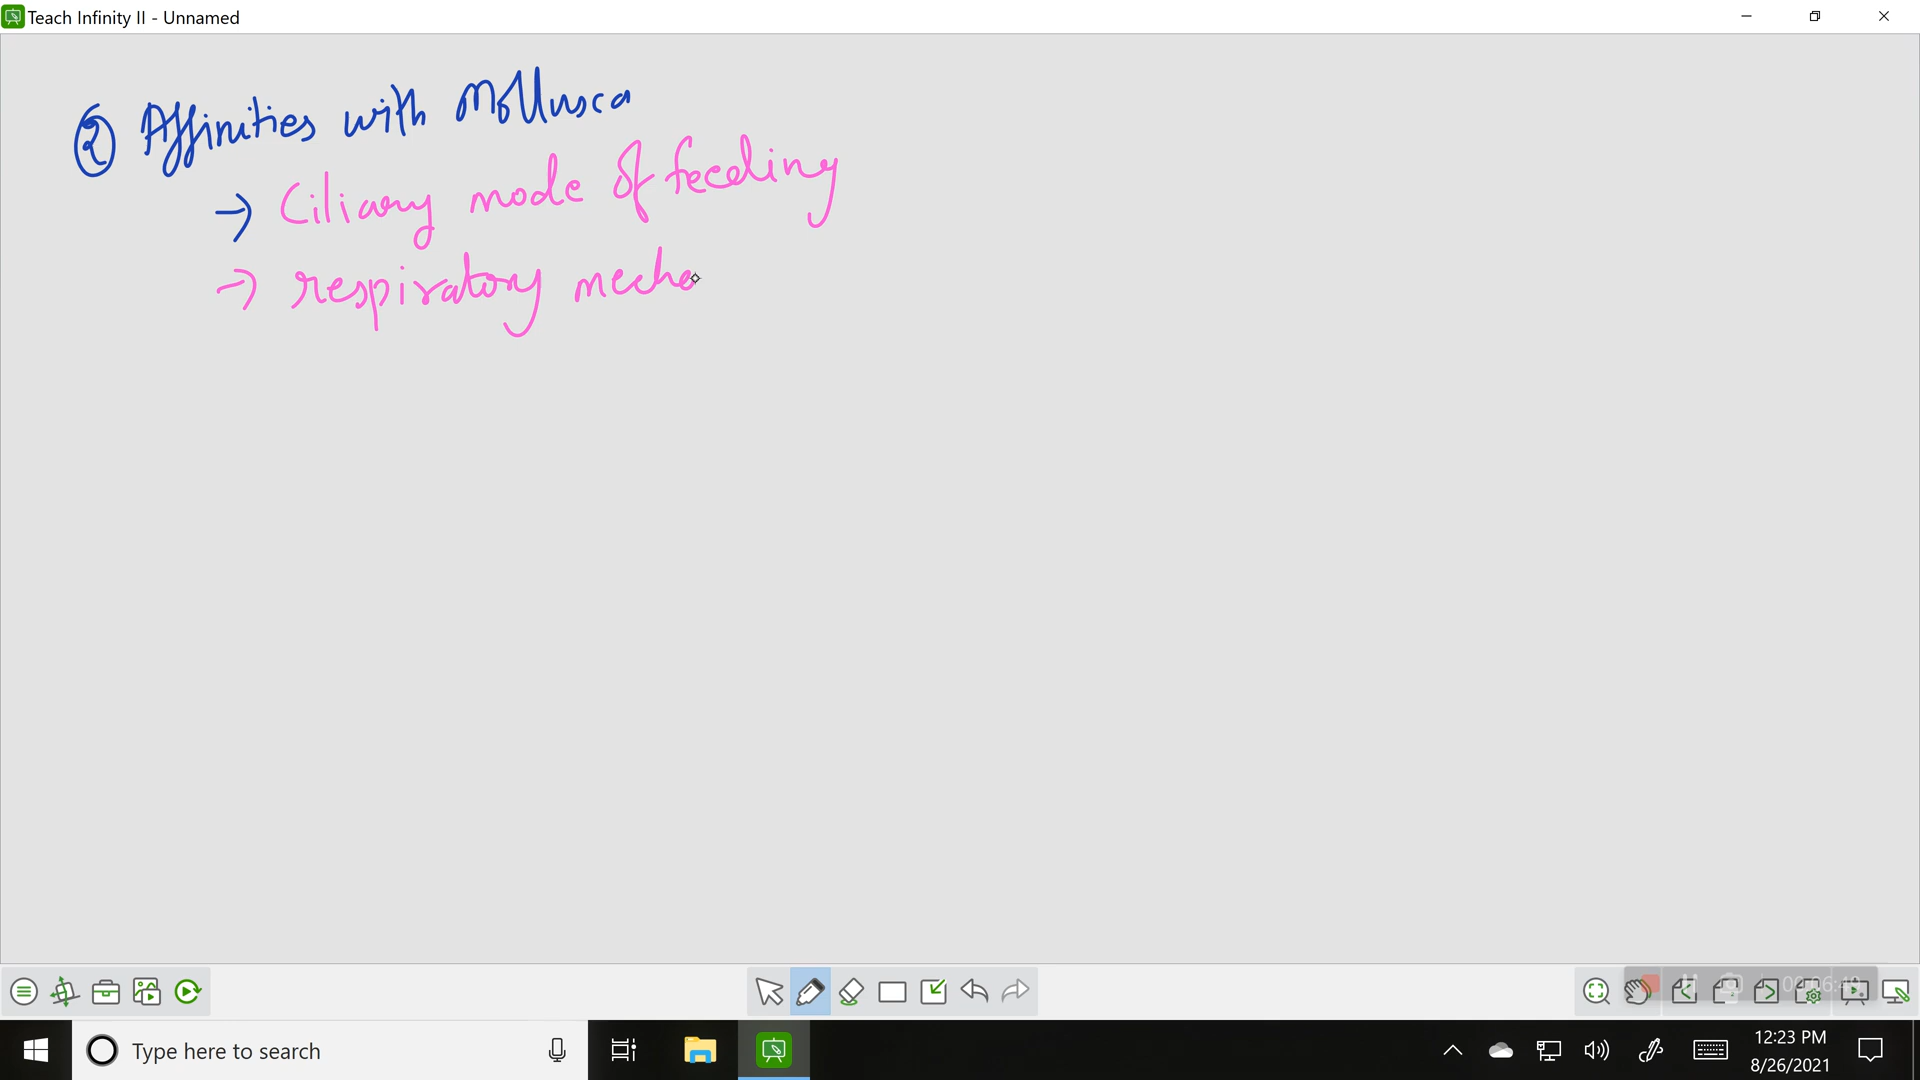 Teach Infinity II - Unnamed
② Affinities with Mollusca
→ Ciliary mode of feeding
→ respiratory mecha
Type here to search
12:23 PM
8/26/2021